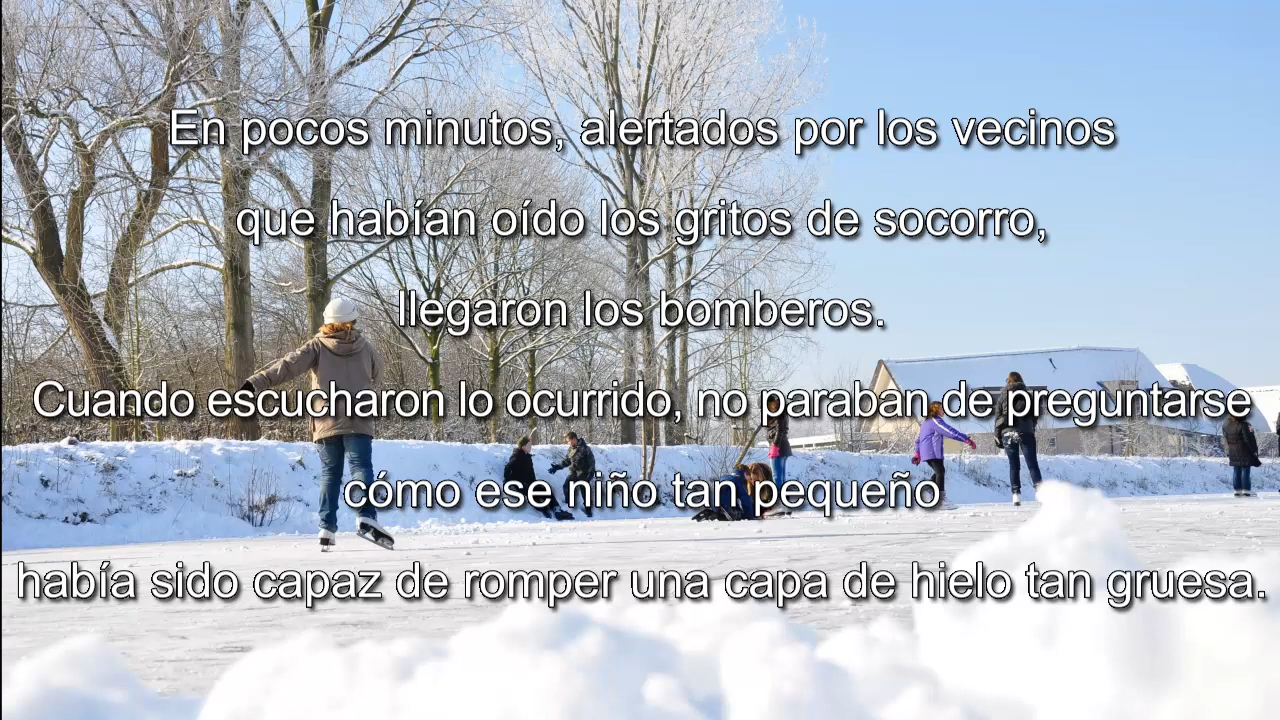 En pocos minutos, alertados por los vecinos
que habían oído los gritos de socorro,
llegaron los bomberos.
Cuando escucharon lo ocurrido, no paraban de preguntarse
cómo ese niño tan pequeño
había sido capaz de romper una capa de hielo tan gruesa.